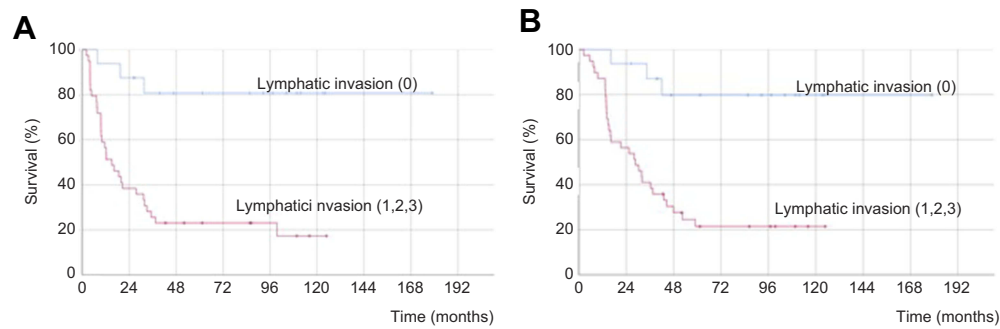 A
100
80
60
40
20
0
Survival (%)
Lymphatic invasion (0)
Lymphatici nvasion (1,2,3)
0 24 48 72 96 120 144 168 192
Time (months)
B
100
80
60
40
20
0
Survival (%)
Lymphatic invasion (0)
Lymphatic invasion (1,2,3)
0 24 48 72 96 120 144 168 192
Time (months)